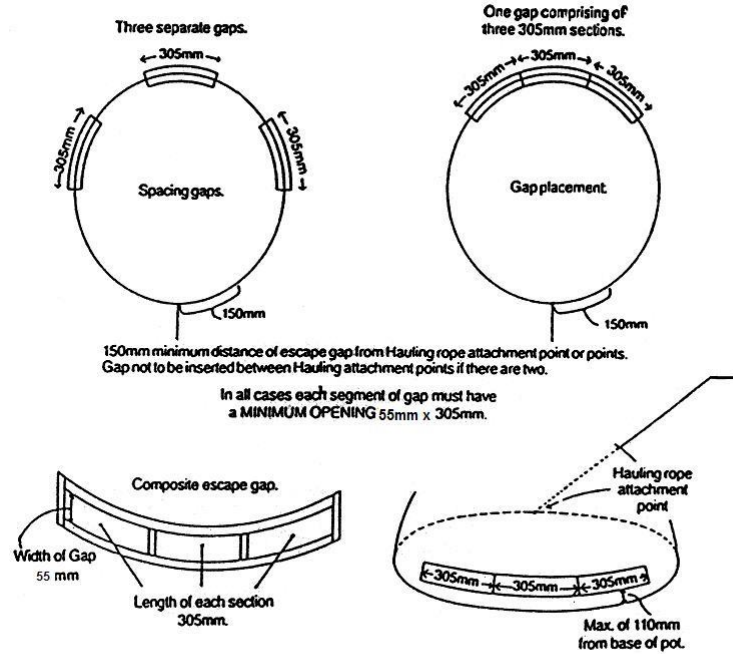 Three separate gaps.
305mm
305mm
305mm
Spacing gaps.
150mm
One gap comprising of
three 305mm sections.
305mm
305mm
305mm
Gap placement.
150mm
150mm minimum distance of escape gap from Hauling rope attachment point or points.
Gap not to be inserted between Hauling attachment points if there are two.
In all cases each segment of gap must have
a MINIMUM OPENING 55mm x 305mm.
Composite escape gap.
Width of Gap
55 mm
Length of each section
305mm.
Hauling rope
attachment
point
305mm
305mm
305mm
Max. of 110mm
from base of pot.